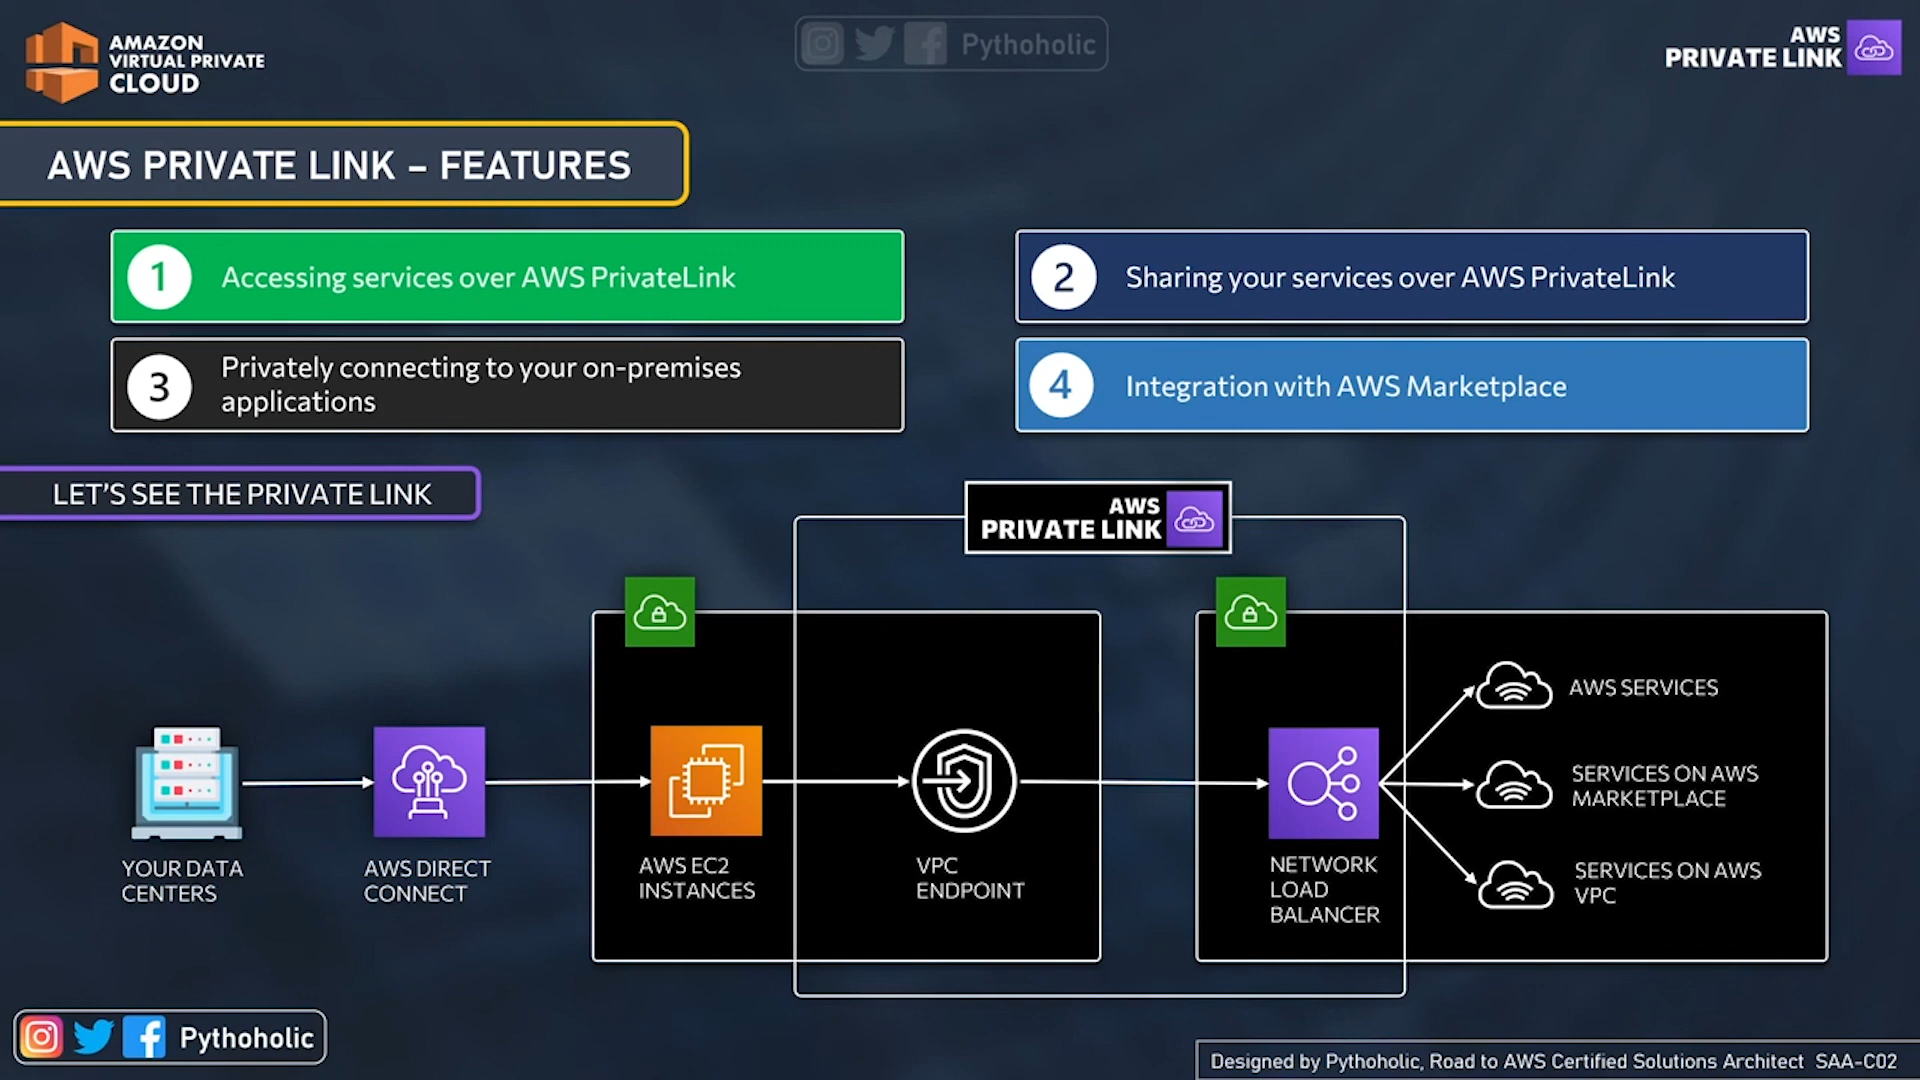 AMAZON
VIRTUAL PRIVATE
CLOUD
Pythoholic
AWS
PRIVATE LINK
AWS PRIVATE LINK – FEATURES
1
Accessing services over AWS PrivateLink
2
Sharing your services over AWS PrivateLink
3
Privately connecting to your on-premises
applications
4
Integration with AWS Marketplace
LET'S SEE THE PRIVATE LINK
AWS
PRIVATE LINK
YOUR DATA
CENTERS
AWS DIRECT
CONNECT
AWS EC2
INSTANCES
VPC
ENDPOINT
NETWORK
LOAD
BALANCER
AWS SERVICES
SERVICES ON AWS
MARKETPLACE
SERVICES ON AWS
VPC
Pythoholic
Designed by Pythoholic, Road to AWS Certified Solutions Architect SAA-C02